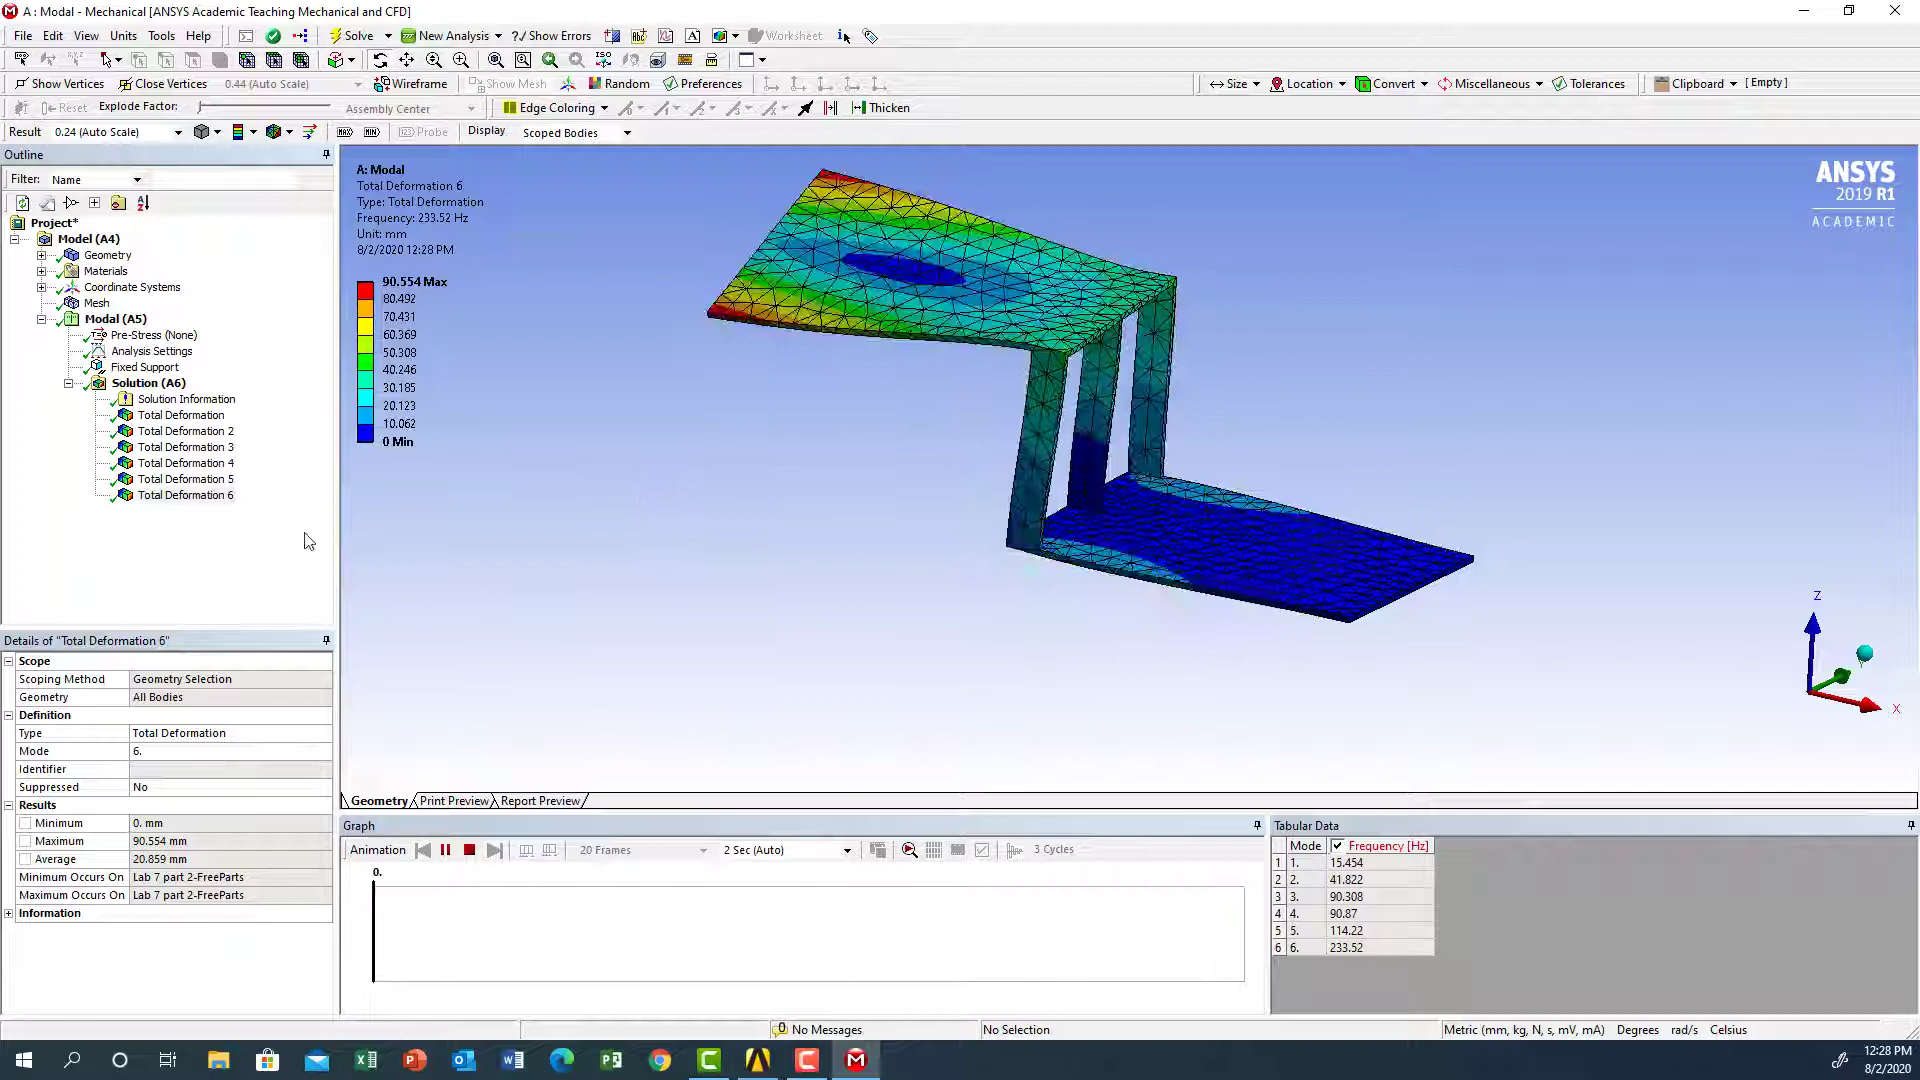 A : Modal - Mechanical [ANSYS Academic Teaching Mechanical and CFD]
File Edit View Units Tools Help Solve New Analysis ?/ Show Errors Worksheet
Show Vertices Close Vertices 0.44 (Auto Scale) Wireframe Show Mesh Random Preferences Size Location Convert Miscellaneous Tolerances Clipboard [ Empty ]
Reset Explode Factor: Assembly Center Edge Coloring Thicken
Result 0.24 (Auto Scale) MAX MIN Probe Display Scoped Bodies
Outline
Filter: Name
Project*
Model (A4)
Geometry
Materials
Coordinate Systems
Mesh
Modal (A5)
Pre-Stress (None)
Analysis Settings
Fixed Support
Solution (A6)
Solution Information
Total Deformation
Total Deformation 2
Total Deformation 3
Total Deformation 4
Total Deformation 5
Total Deformation 6
Details of "Total Deformation 6"
Scope
Scoping Method Geometry Selection
Geometry All Bodies
Definition
Type Total Deformation
Mode 6.
Identifier
Suppressed No
Results
Minimum 0. mm
Maximum 90.554 mm
Average 20.859 mm
Minimum Occurs On Lab 7 part 2-FreeParts
Maximum Occurs On Lab 7 part 2-FreeParts
Information
A: Modal
Total Deformation 6
Type: Total Deformation
Frequency: 233.52 Hz
Unit: mm
8/2/2020 12:28 PM
90.554 Max
80.492
70.431
60.369
50.308
40.246
30.185
20.123
10.062
0 Min
ANSYS
2019 R1
ACADEMIC
Z
X
Geometry Print Preview Report Preview
Graph
Animation 20 Frames 2 Sec (Auto) 3 Cycles
0.
Tabular Data
Mode Frequency [Hz]
1 1. 15.454
2 2. 41.822
3 3. 90.308
4 4. 90.87
5 5. 114.22
6 6. 233.52
0 No Messages No Selection Metric (mm, kg, N, s, mV, mA) Degrees rad/s Celsius
12:28 PM
8/2/2020